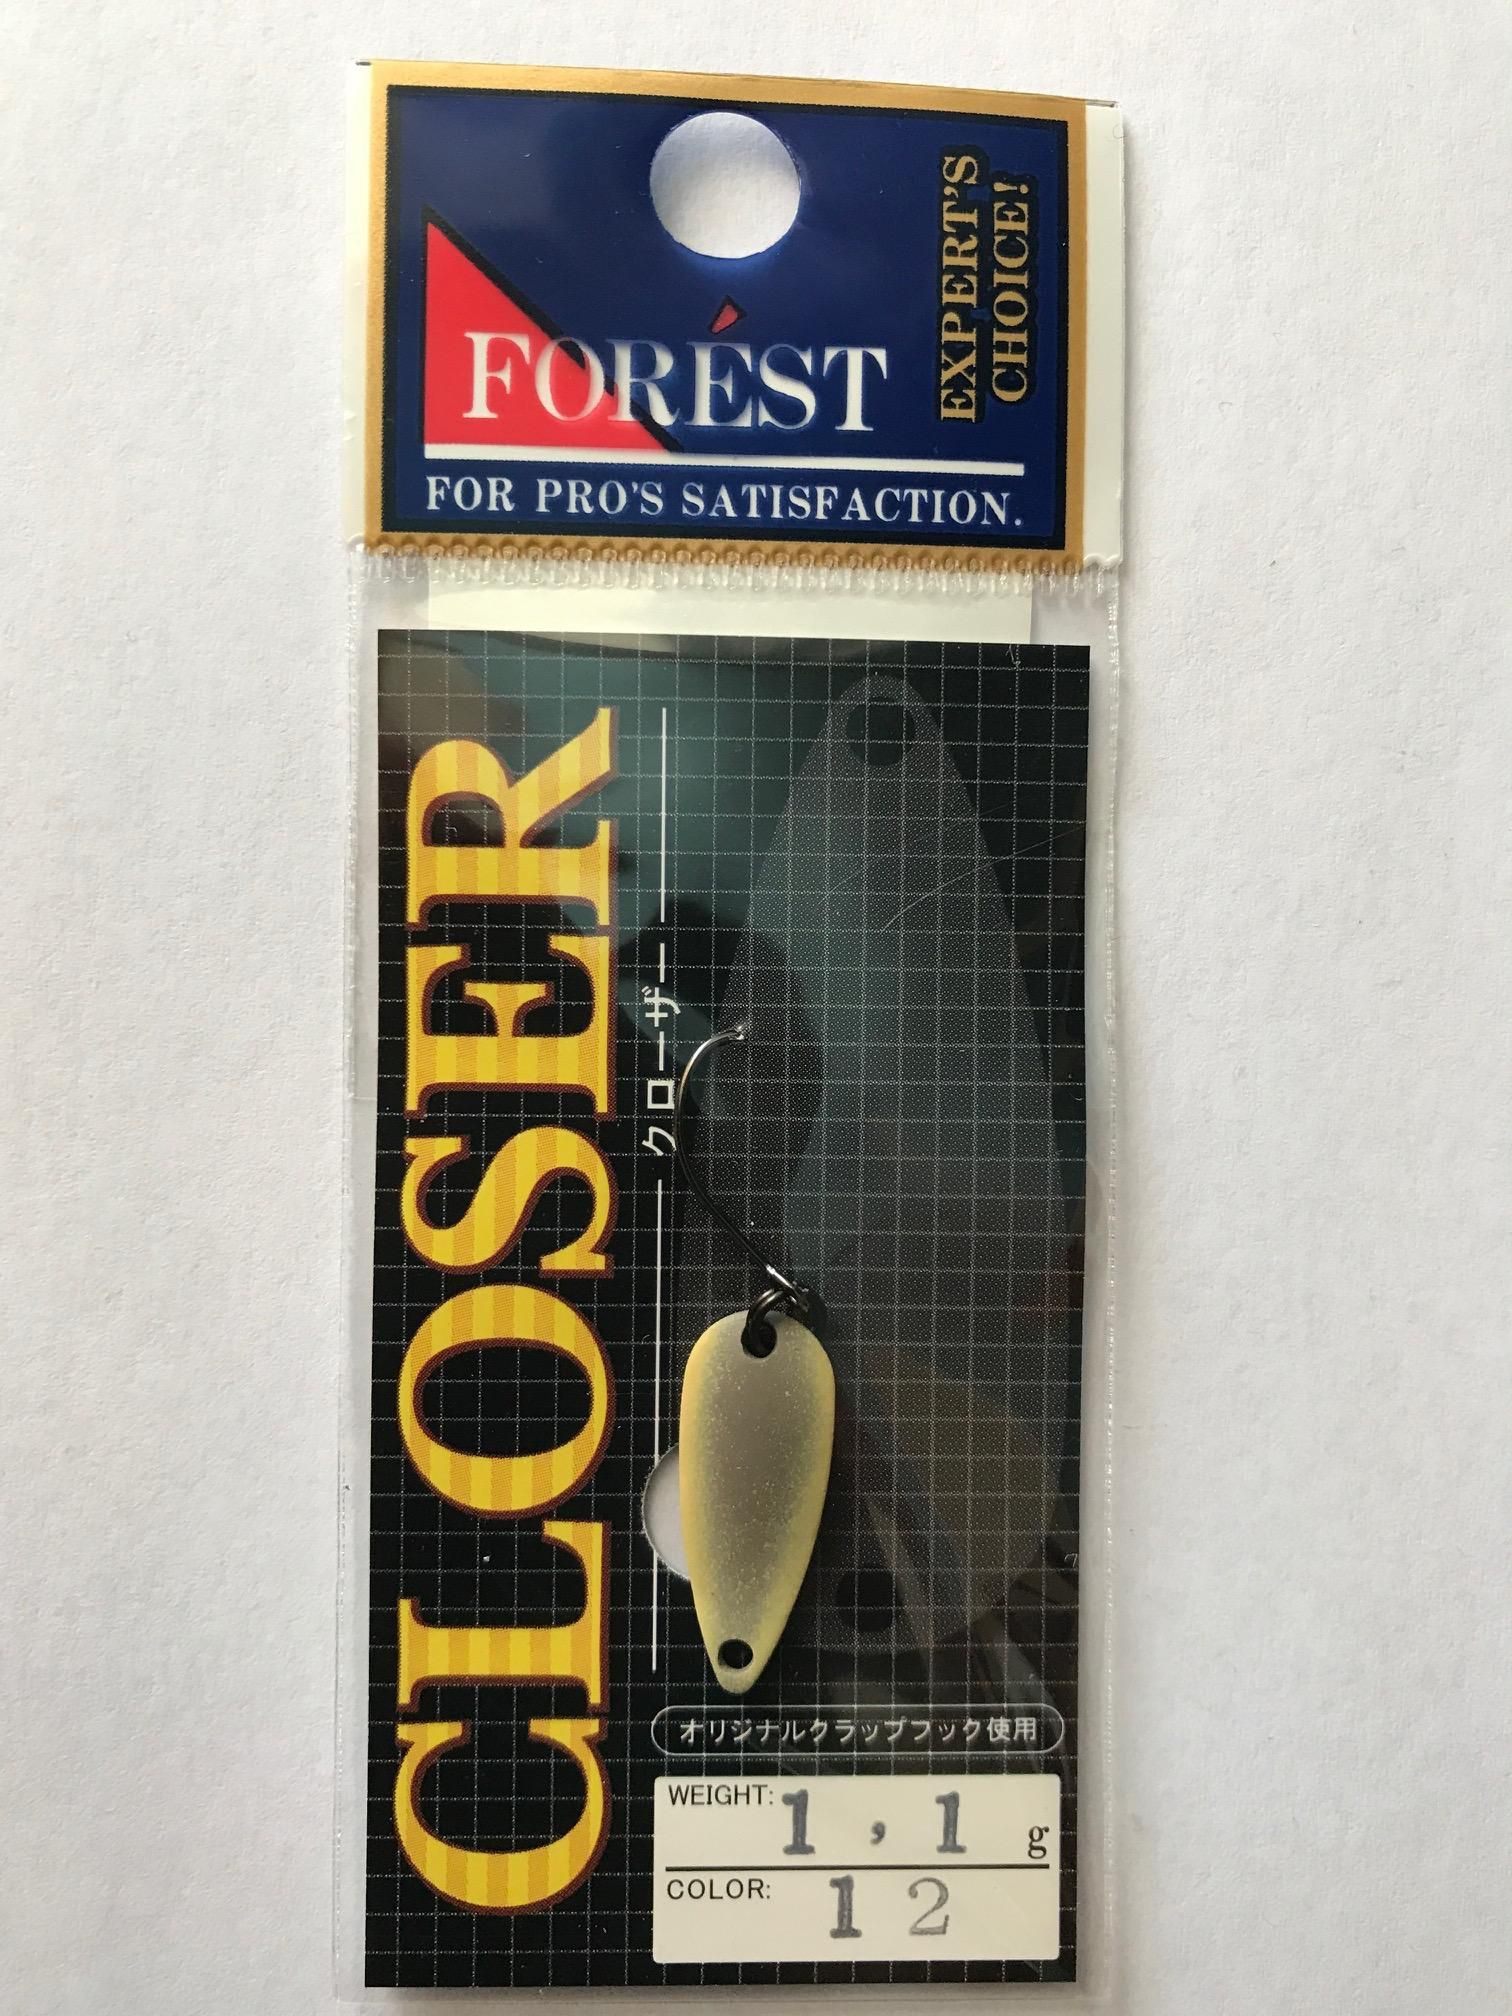 EXPERT'S
CHOICE!
FORÉST
FOR PRO'S SATISFACTION.
CLOSER
クローザー
オリジナルクラップフック使用
WEIGHT: 1,1 g
COLOR: 12